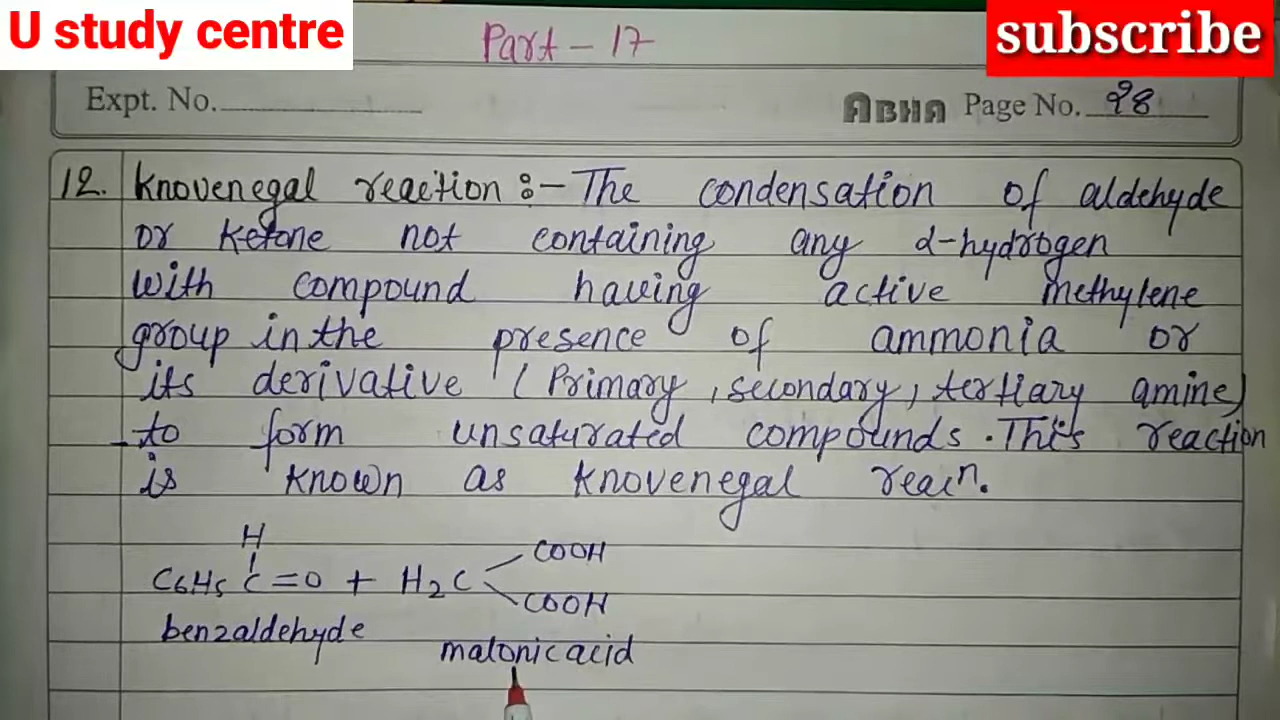 U study centre
Part - 17
subscribe
Expt. No.
ABHA Page No. 28
12. Knovenegal reaction :- The condensation of aldehyde
or Ketone not containing any α-hydrogen
with compound having active methylene
group in the presence of ammonia or
its derivative (Primary, secondary, tertiary amine)
to form unsaturated compounds. This reaction
is known as knovenegal reacⁿ.
H
C6H5 C=O + H2C
COOH
COOH
benzaldehyde
malonic acid